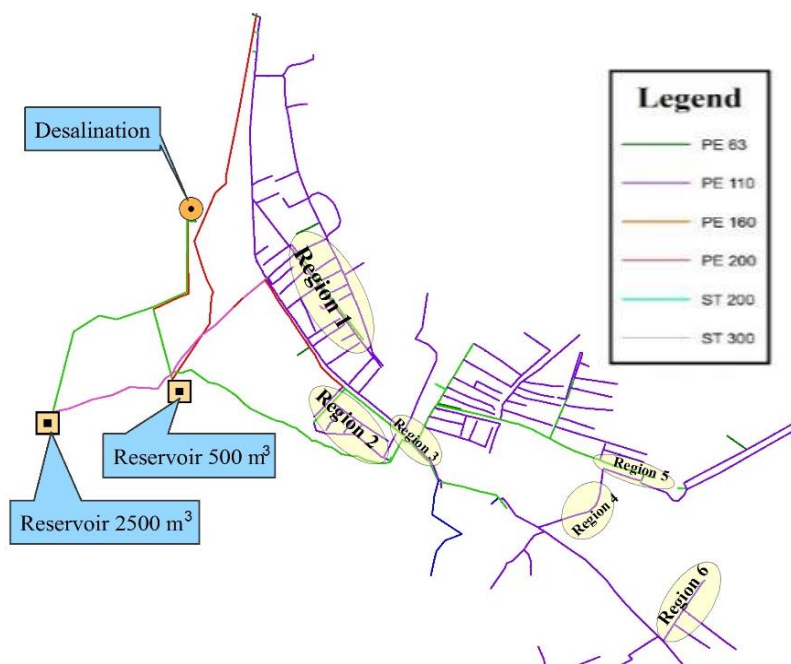 Desalination
Legend
PE 63
PE 110
PE 160
PE 200
ST 200
ST 300
Region 1
Region 2
Region 3
Region 5
Region 4
Region 6
Reservoir 500 m³
Reservoir 2500 m³